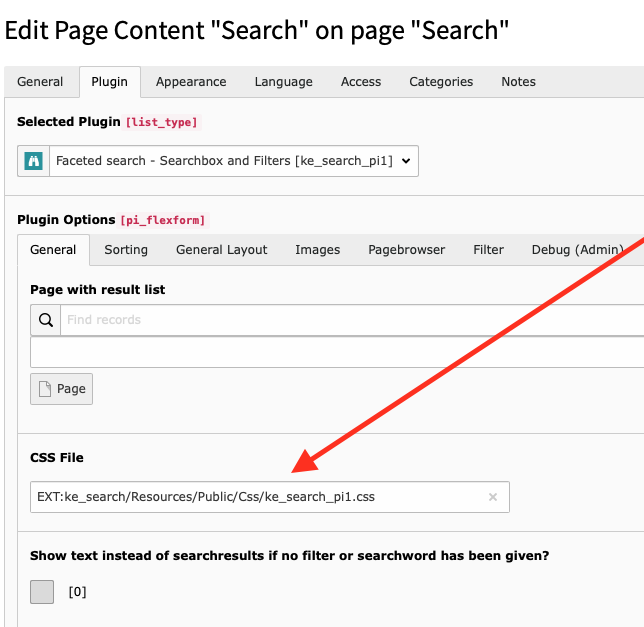 Edit Page Content "Search" on page "Search"
General Plugin Appearance Language Access Categories Notes
Selected Plugin [list_type]
Faceted search - Searchbox and Filters [ke_search_pi1]
Plugin Options [pi_flexform]
General Sorting General Layout Images Pagebrowser Filter Debug (Admin)
Page with result list
Find records
Page
CSS File
EXT:ke_search/Resources/Public/Css/ke_search_pi1.css
Show text instead of searchresults if no filter or searchword has been given?
[0]